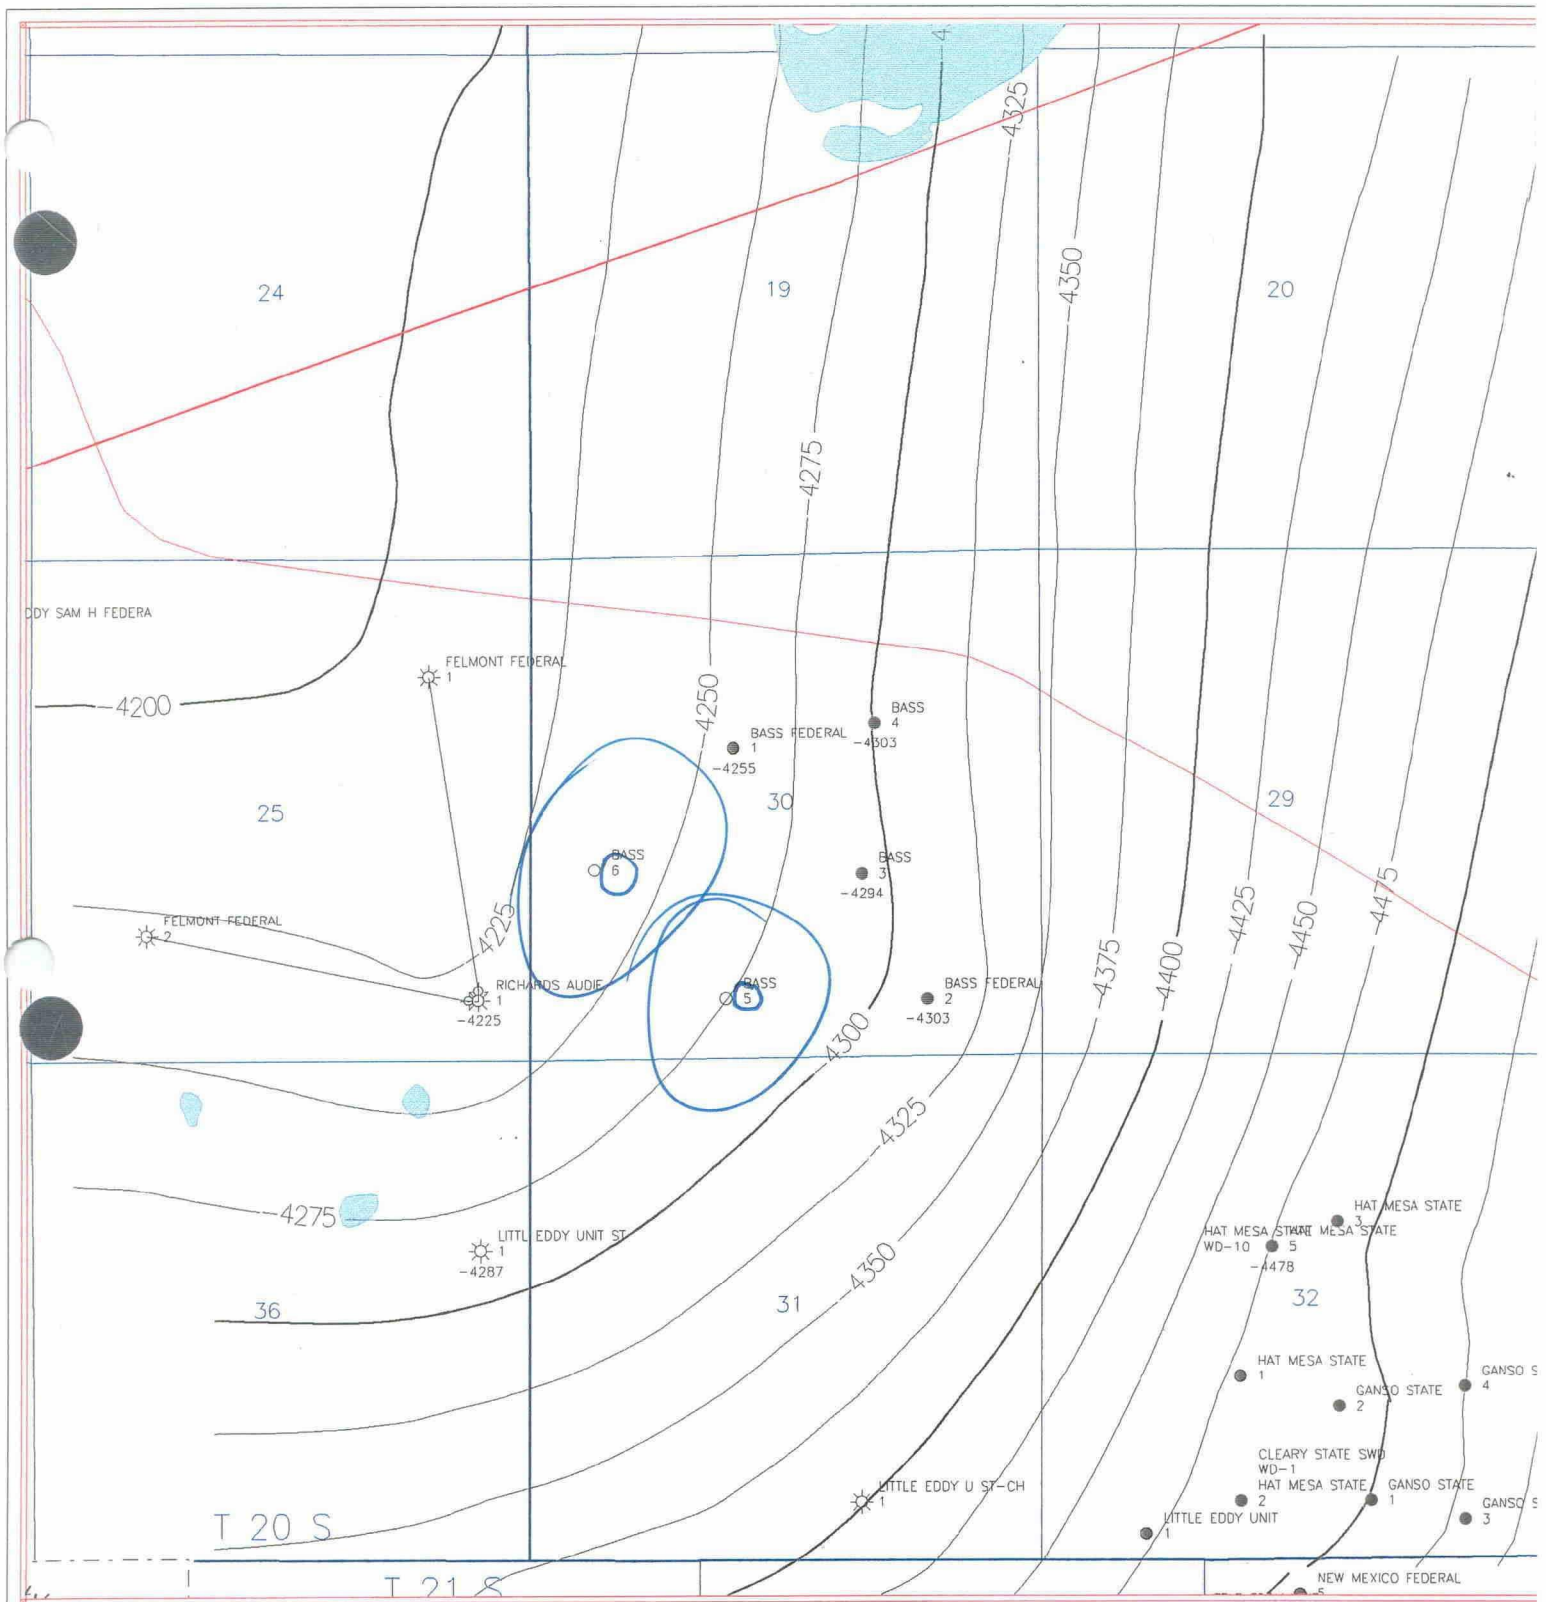 4325
-4350
24
19
20
-4275
DDY SAM H FEDERA
FELMONT FEDERAL
1
-4200
-4250
BASS
4
-4303
BASS FEDERAL
1
-4255
25
30
29
BASS
6
BASS
3
-4294
-4475
-4225
-4425
-4450
FELMONT FEDERAL
2
-4375
-4400
RICHARDS AUDIE
1
-4225
BASS
5
BASS FEDERAL
2
-4303
-4300
-4325
-4275
LITTL EDDY UNIT ST
1
-4287
-4350
HAT MESA STATE
3
HAT MESA STATE
WD-10
HAT MESA STATE
5
-4478
36
31
32
HAT MESA STATE
1
GANSO S
4
GANSO STATE
2
CLEARY STATE SWD
WD-1
HAT MESA STATE
2
GANSO STATE
1
LITTLE EDDY U ST-CH
1
GANSO S
3
LITTLE EDDY UNIT
1
T 20 S
T 21 S
NEW MEXICO FEDERAL
5